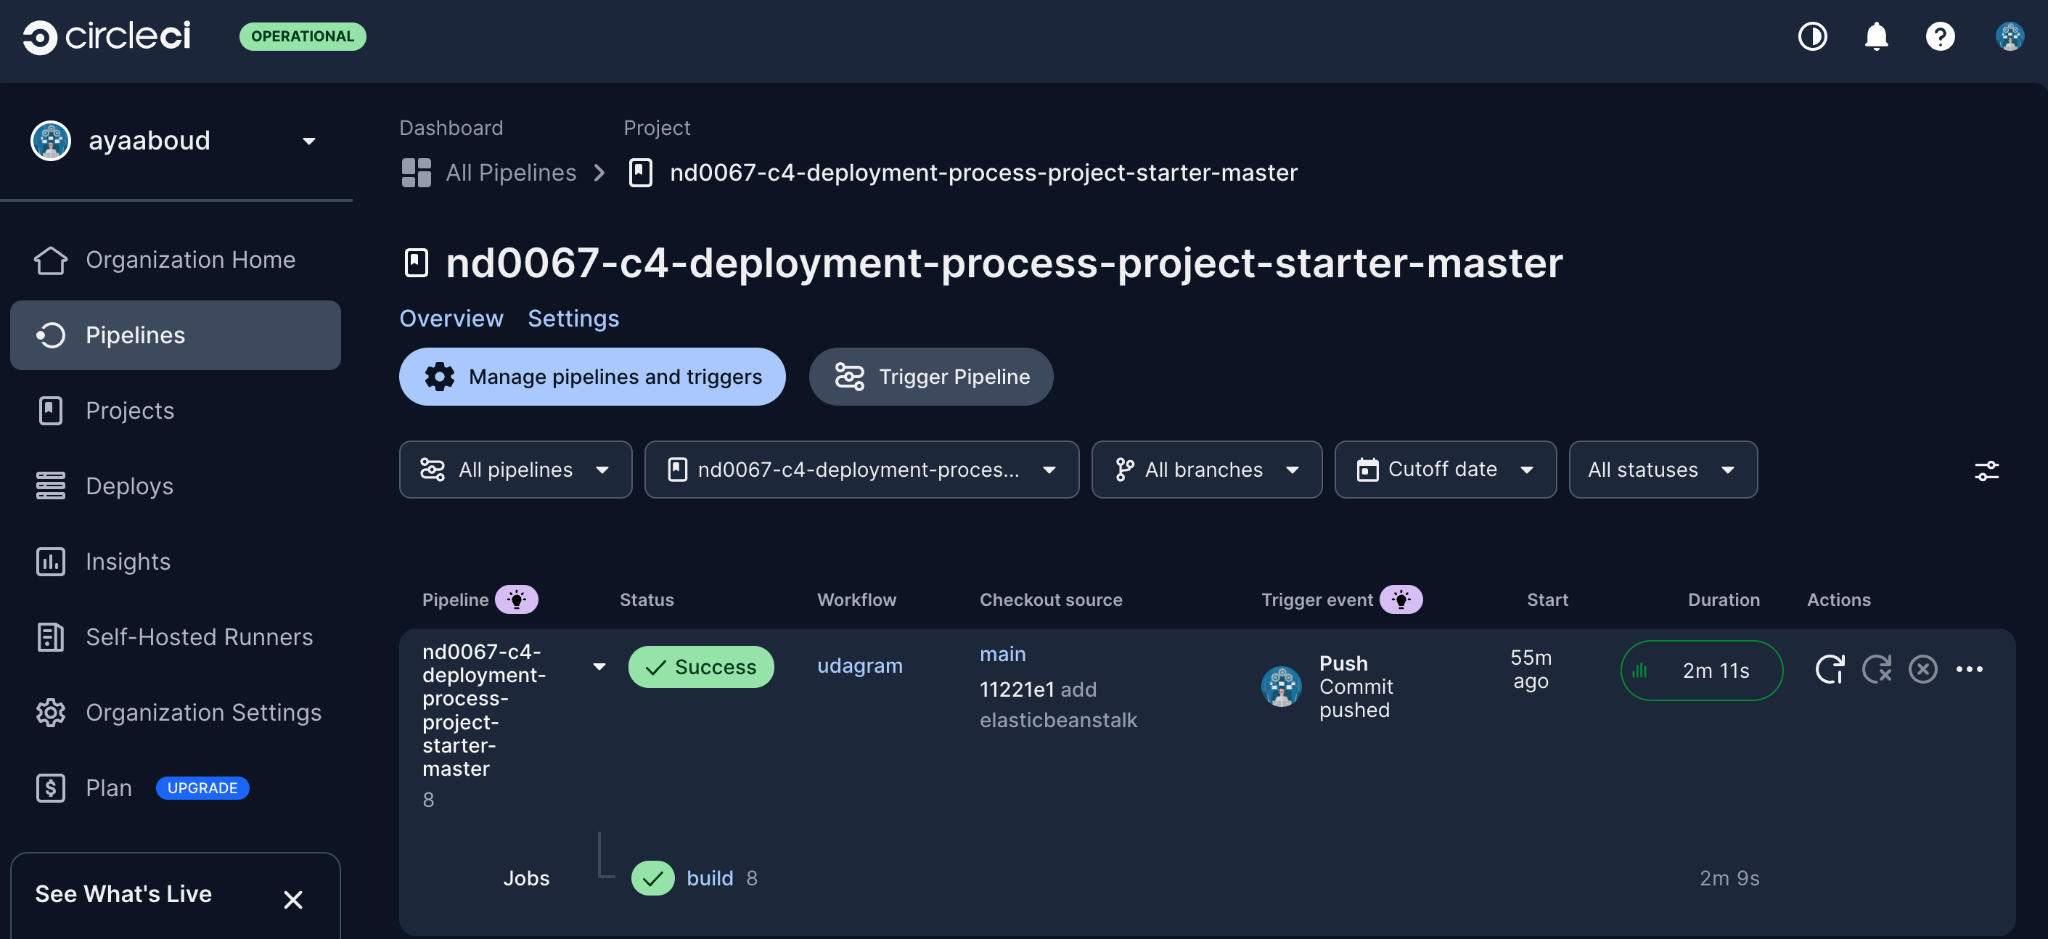 circleci
OPERATIONAL
ayaaboud
Organization Home
Pipelines
Projects
Deploys
Insights
Self-Hosted Runners
Organization Settings
Plan UPGRADE
See What's Live
Dashboard Project
All Pipelines nd0067-c4-deployment-process-project-starter-master
nd0067-c4-deployment-process-project-starter-master
Overview Settings
Manage pipelines and triggers Trigger Pipeline
All pipelines nd0067-c4-deployment-proces... All branches Cutoff date All statuses
Pipeline Status Workflow Checkout source Trigger event Start Duration Actions
nd0067-c4-
deployment-
process-
project-
starter-
master
8
Success
udagram
main
11221e1 add
elasticbeanstalk
Push
Commit
pushed
55m
ago
2m 11s
Jobs build 8 2m 9s